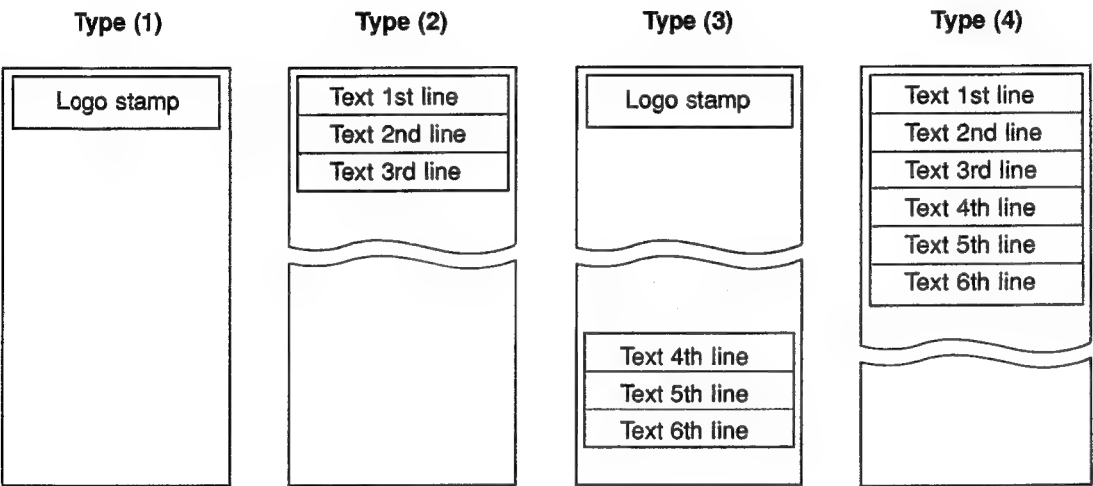 Type (1)
Logo stamp
Type (2)
Text 1st line
Text 2nd line
Text 3rd line
Type (3)
Logo stamp
Text 4th line
Text 5th line
Text 6th line
Type (4)
Text 1st line
Text 2nd line
Text 3rd line
Text 4th line
Text 5th line
Text 6th line